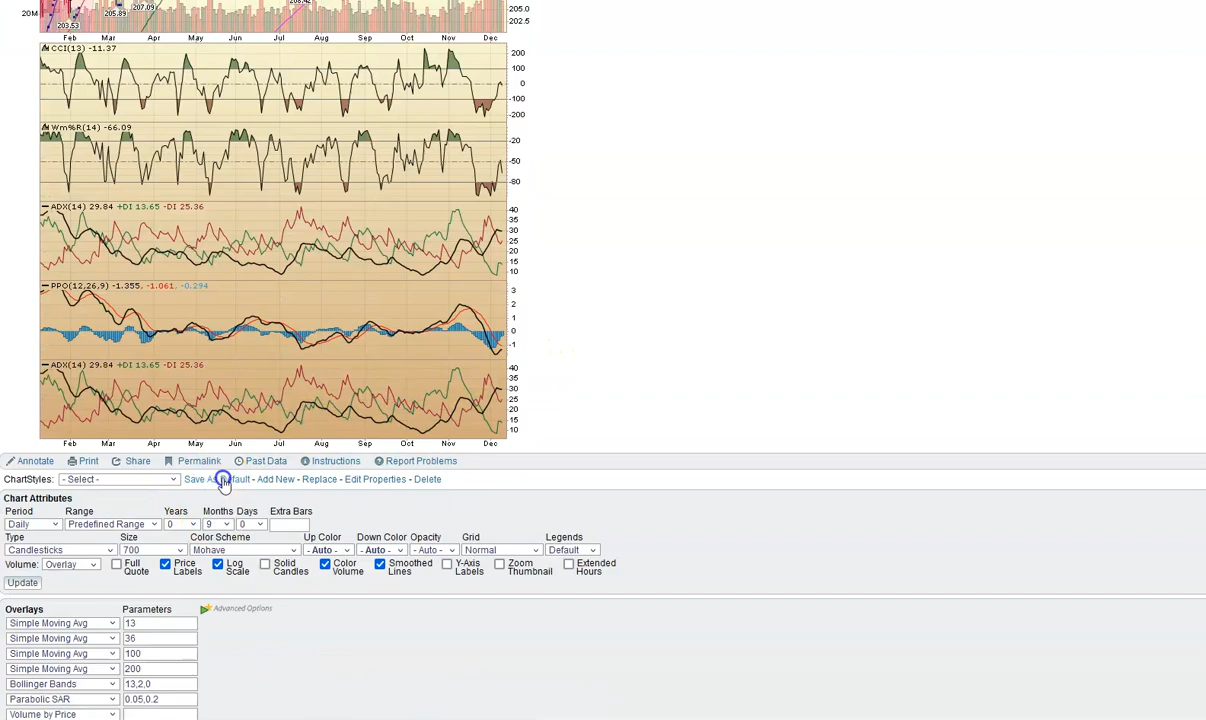 207.09
208.42
20M
205.89
203.53
205.0
202.5
Feb Mar Apr May Jun Jul Aug Sep Oct Nov Dec
CCI(13) -11.37
200
100
0
-100
-200
Wm%R(14) -66.09
-20
-50
-80
ADX(14) 29.84 +DI 13.65 -DI 25.36
40
35
30
25
20
15
10
PPO(12,26,9) -1.355, -1.061, -0.294
3
2
1
0
-1
ADX(14) 29.84 +DI 13.65 -DI 25.36
40
35
30
25
20
15
10
Feb Mar Apr May Jun Jul Aug Sep Oct Nov Dec
Annotate Print Share Permalink Past Data Instructions Report Problems
ChartStyles: - Select - Save As Default - Add New - Replace - Edit Properties - Delete
Chart Attributes
Period Range Years Months Days Extra Bars
Daily Predefined Range 0 9 0
Type Size Color Scheme Up Color Down Color Opacity Grid Legends
Candlesticks 700 Mohave - Auto - - Auto - - Auto - Normal Default
Volume: Overlay Full Quote Price Labels Log Scale Solid Candles Color Volume Smoothed Lines Y-Axis Labels Zoom Thumbnail Extended Hours
Update
Overlays Parameters Advanced Options
Simple Moving Avg 13
Simple Moving Avg 36
Simple Moving Avg 100
Simple Moving Avg 200
Bollinger Bands 13,2,0
Parabolic SAR 0.05,0.2
Volume by Price